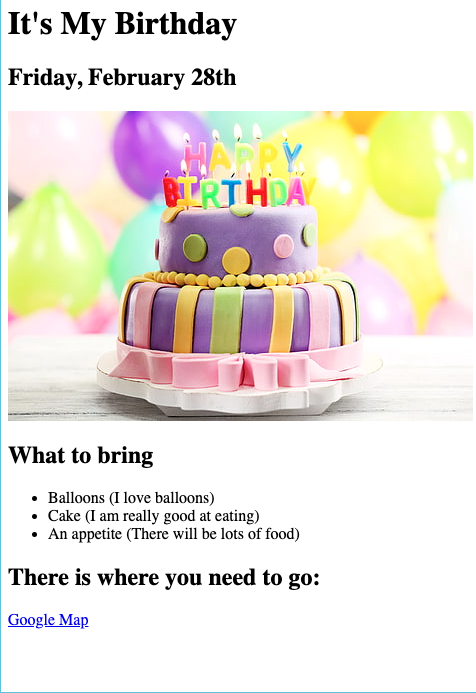 It's My Birthday
Friday, February 28th
HAPPY
BIRTHDAY
What to bring
Balloons (I love balloons)
Cake (I am really good at eating)
An appetite (There will be lots of food)
There is where you need to go:
Google Map